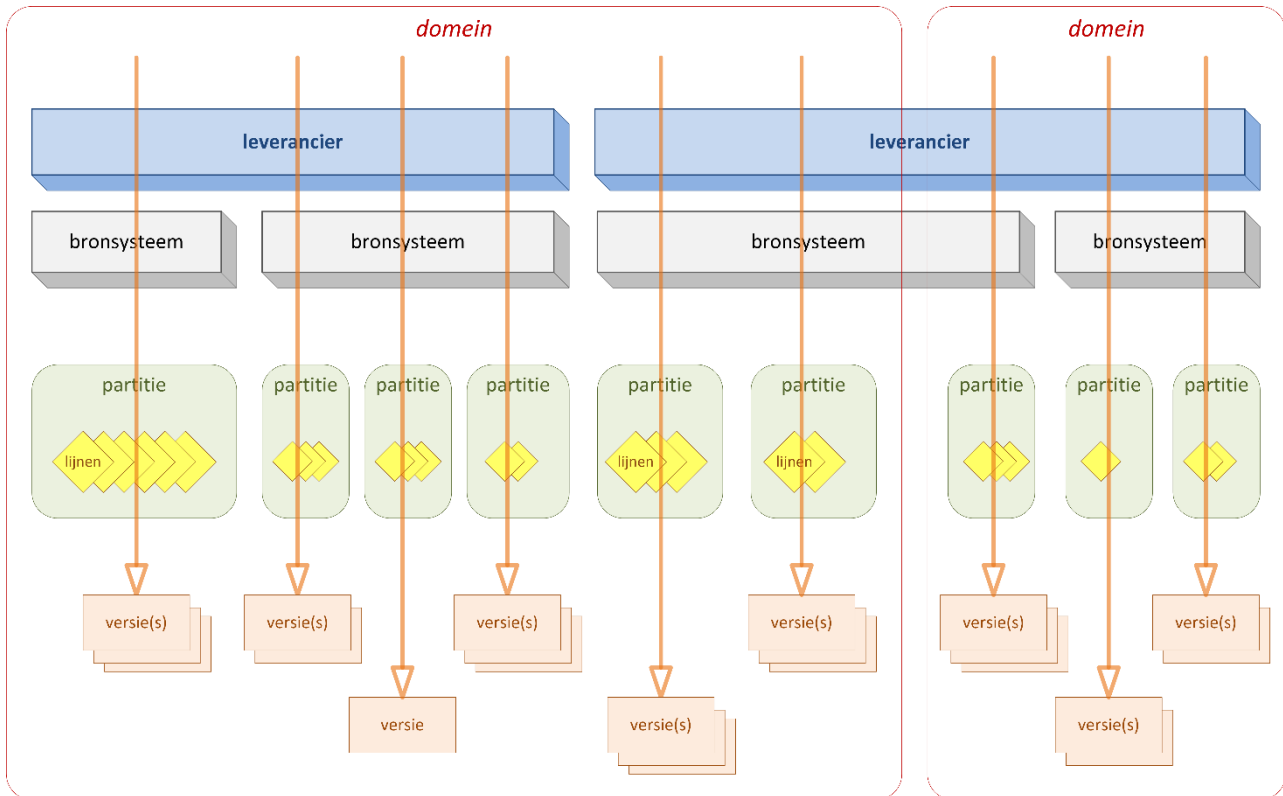 domein
domein
leverancier
leverancier
bronsysteem
bronsysteem
bronsysteem
bronsysteem
partitie
partitie
partitie
partitie
partitie
partitie
partitie
partitie
partitie
lijnen
lijnen
lijnen
versie(s)
versie(s)
versie(s)
versie(s)
versie(s)
versie(s)
versie
versie(s)
versie(s)